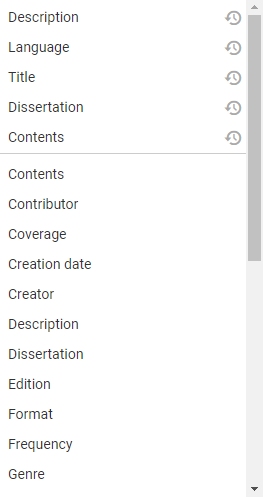 Description
Language
Title
Dissertation
Contents
Contents
Contributor
Coverage
Creation date
Creator
Description
Dissertation
Edition
Format
Frequency
Genre